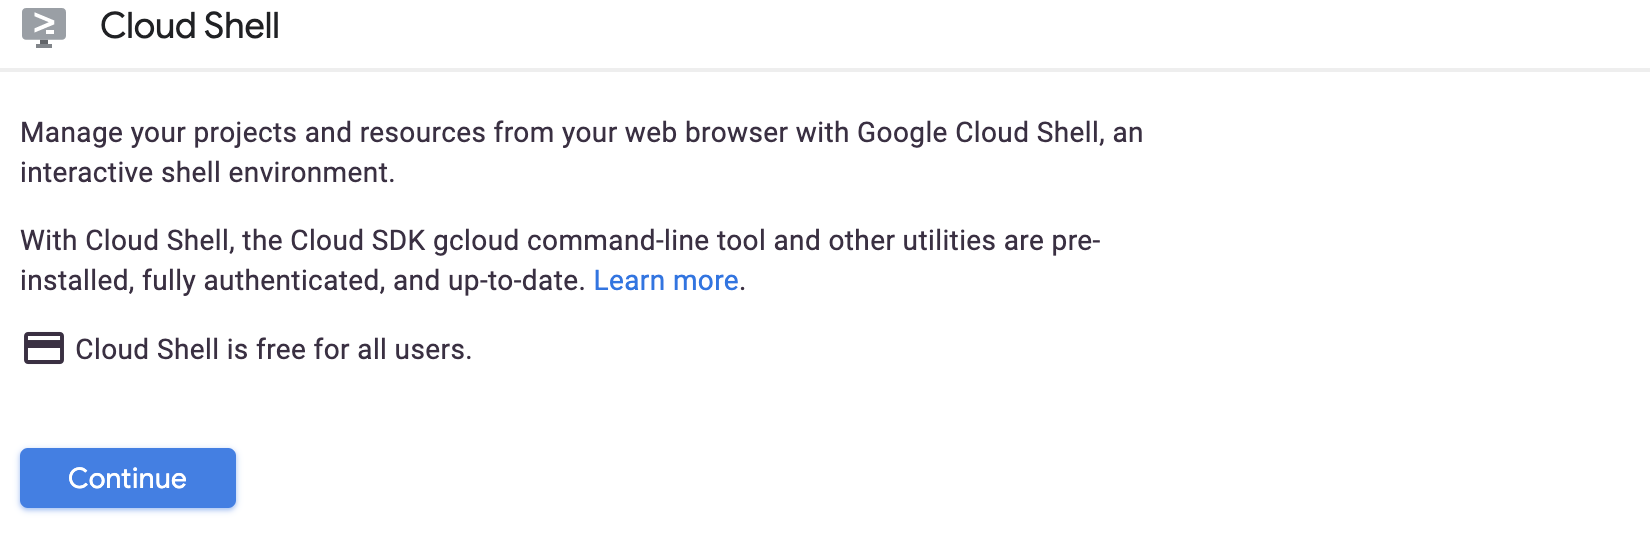 Cloud Shell
Manage your projects and resources from your web browser with Google Cloud Shell, an
interactive shell environment.
With Cloud Shell, the Cloud SDK gcloud command-line tool and other utilities are pre-
installed, fully authenticated, and up-to-date. Learn more.
Cloud Shell is free for all users.
Continue